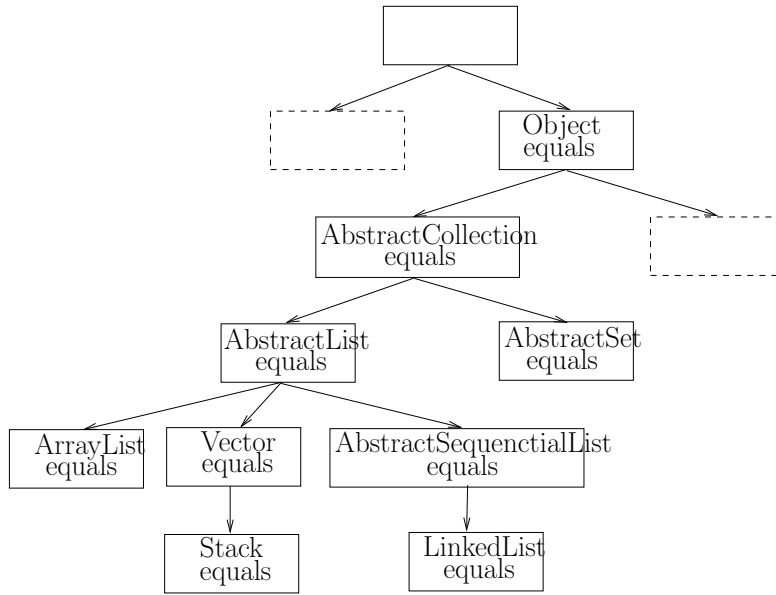 Object
equals
AbstractCollection
equals
AbstractList
equals
AbstractSet
equals
ArrayList
equals
Vector
equals
AbstractSequenctialList
equals
Stack
equals
LinkedList
equals